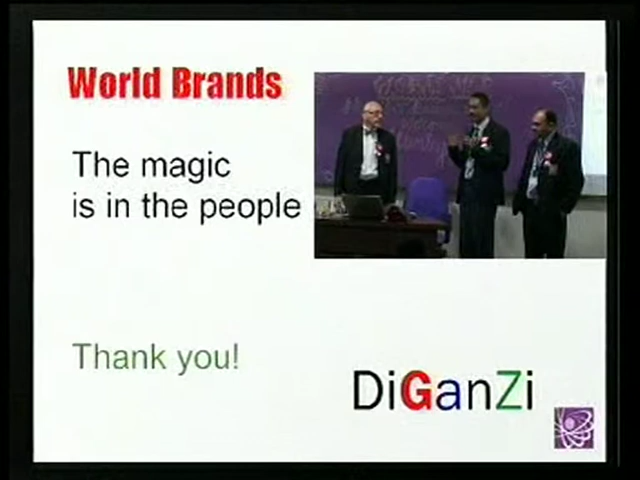 World Brands
The magic
is in the people
Thank you!
DiGanZi